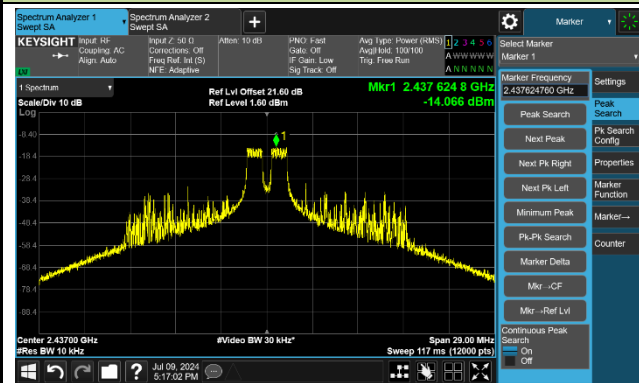 Spectrum Analyzer 1
Swept SA
Spectrum Analyzer 2
Swept SA
+
Marker
KEYSIGHT
Input: RF
Coupling: AC
Align: Auto
Input Z: 50 Ω
Corrections: Off
Freq Ref: Int (S)
NFE: Adaptive
Atten: 10 dB
PNO: Fast
Gate: Off
IF Gain: Low
Sig Track: Off
Avg Type: Power (RMS)
Avg|Hold: 100/100
Trig: Free Run
1 2 3 4 5 6
A W W W W W
A N N N N N
LXI
Select Marker
Marker 1
1 Spectrum
Scale/Div 10 dB
Log
Ref Lvl Offset 21.60 dB
Ref Level 1.60 dBm
Mkr1 2.437 624 8 GHz
-14.066 dBm
1
-8.40
-18.4
-28.4
-38.4
-48.4
-58.4
-68.4
-78.4
-88.4
Center 2.43700 GHz
#Res BW 10 kHz
#Video BW 30 kHz*
Span 29.00 MHz
Sweep 117 ms (12000 pts)
Marker Frequency
2.437624760 GHz
Peak Search
Next Peak
Next Pk Right
Next Pk Left
Minimum Peak
Pk-Pk Search
Marker Delta
Mkr→CF
Mkr→Ref Lvl
Continuous Peak
Search
On
Off
Settings
Peak
Search
Pk Search
Config
Properties
Marker
Function
Marker→
Counter
?
Jul 09, 2024
5:17:02 PM